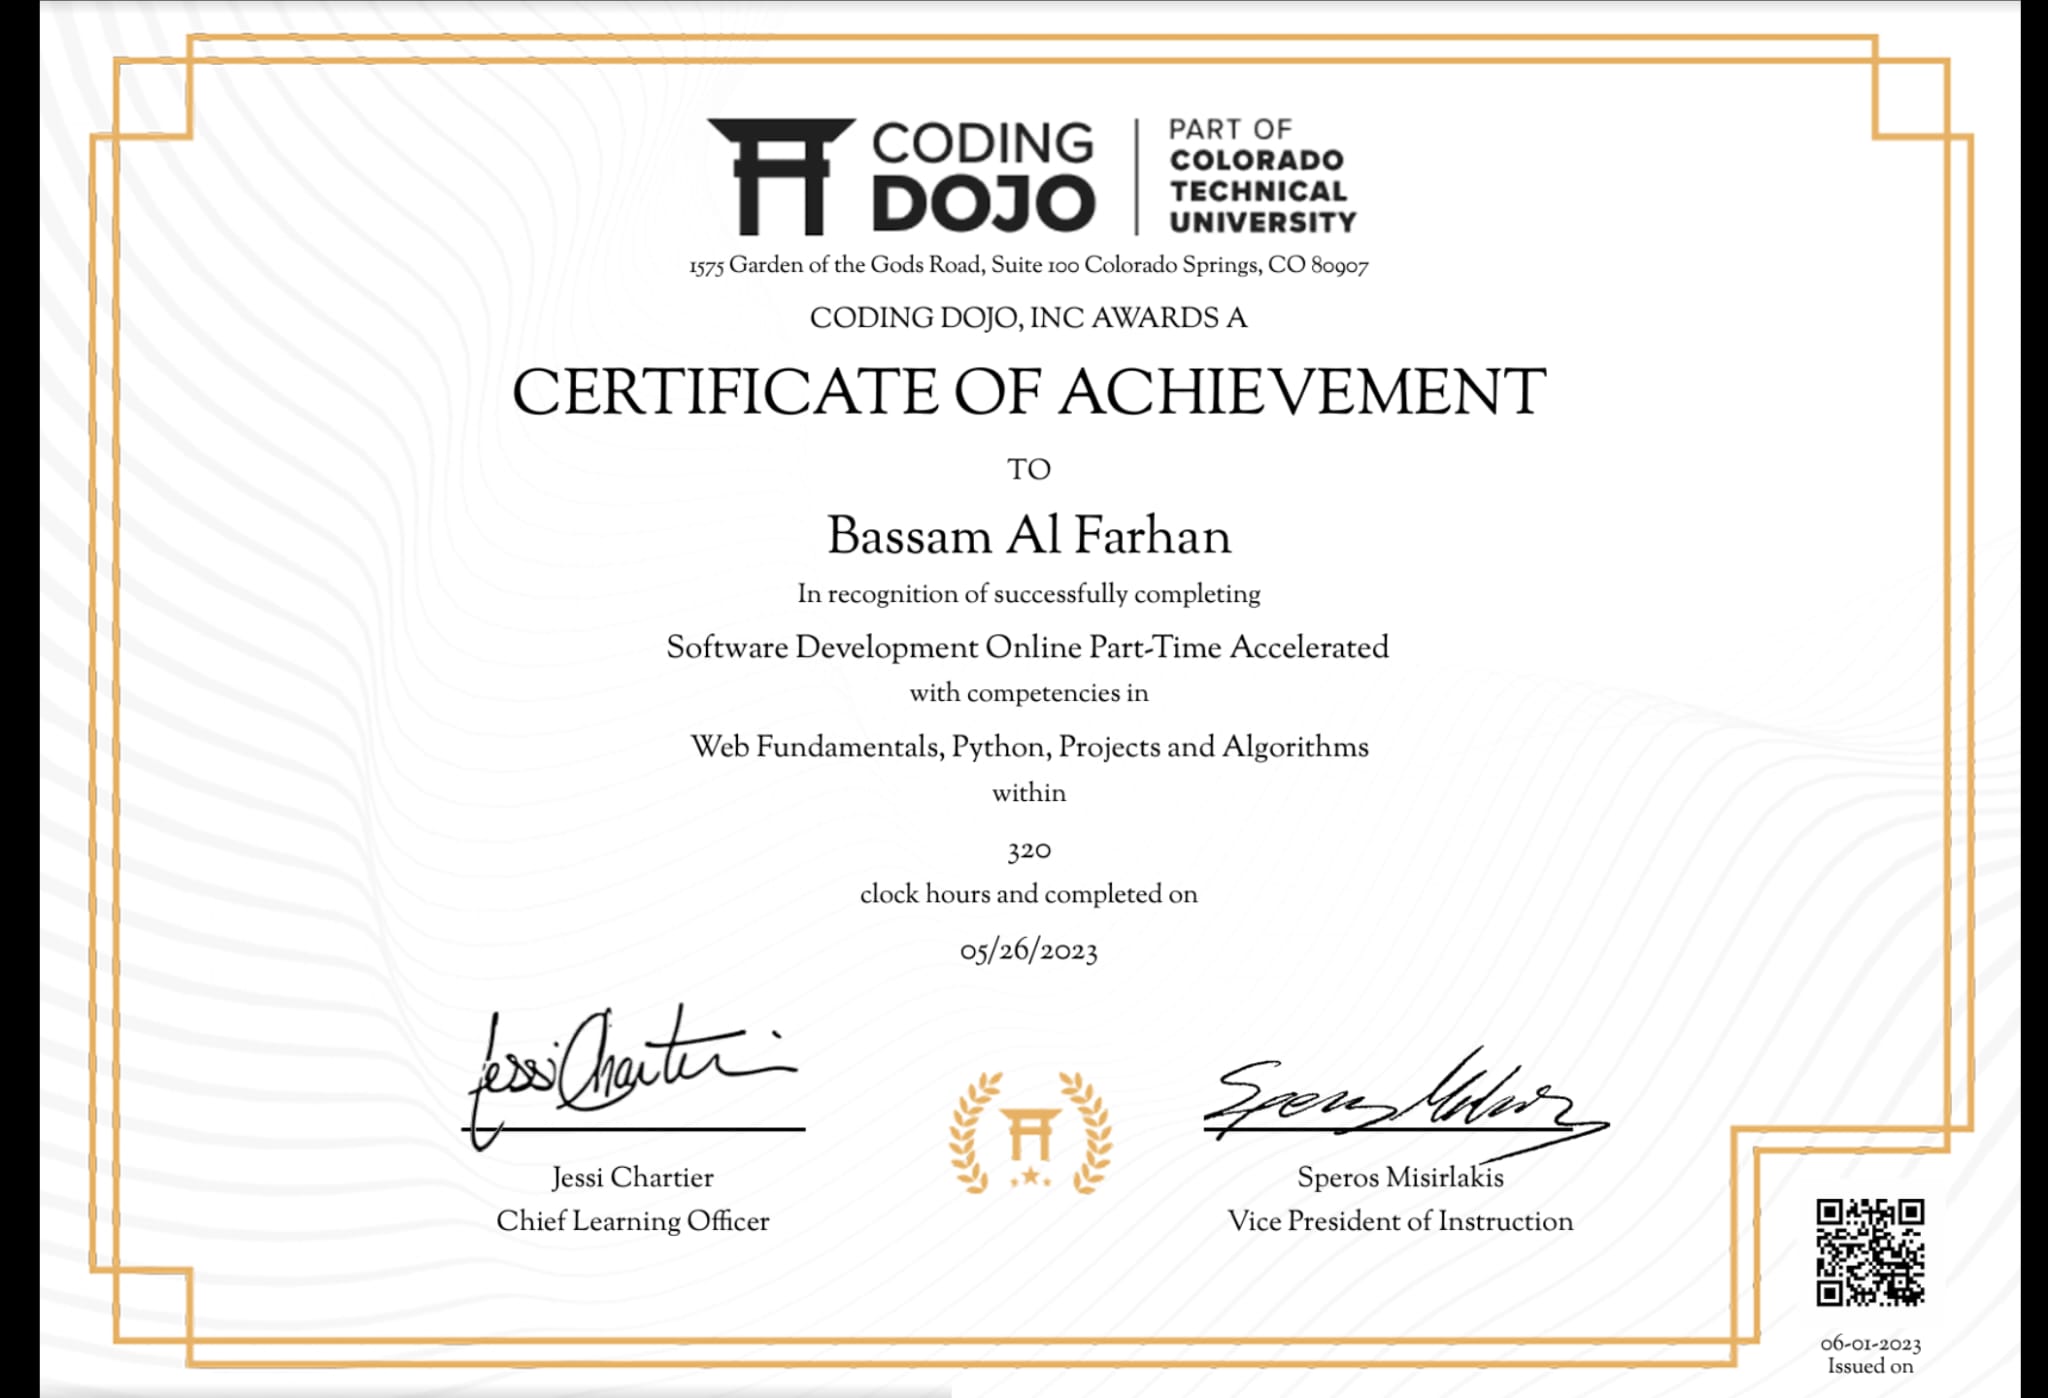 CODING
DOJO
PART OF
COLORADO
TECHNICAL
UNIVERSITY
1575 Garden of the Gods Road, Suite 100 Colorado Springs, CO 80907
CODING DOJO, INC AWARDS A
CERTIFICATE OF ACHIEVEMENT
TO
Bassam Al Farhan
In recognition of successfully completing
Software Development Online Part-Time Accelerated
with competencies in
Web Fundamentals, Python, Projects and Algorithms
within
320
clock hours and completed on
05/26/2023
Jessi Chartier
Jessi Chartier
Chief Learning Officer
Speros Misirlakis
Vice President of Instruction
06-01-2023
Issued on